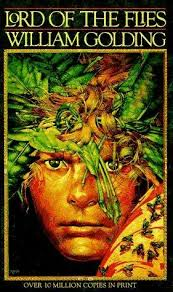 LORD OF THE FLIES
WILLIAM GOLDING
OVER 10 MILLION COPIES IN PRINT